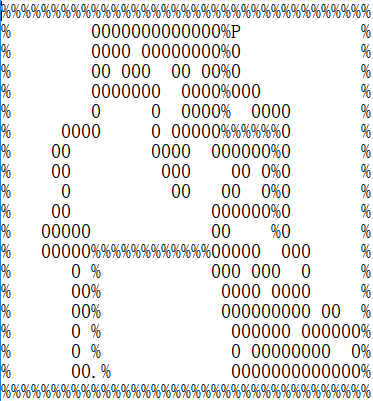 %%%%%%%%%%%%%%%%%%%%%%%%%%%%%%%%%%%%%
%        0000000000000%P            %
%        0000 00000000%0            %
%        00 000  00 00%0            %
%        0000000  0000%000          %
%        0     0  0000%  0000       %
%     0000     0 00000%%%%%%0       %
%    00        0000  000000%0       %
%    00         000    00 0%0       %
%     0          00   00  0%0       %
%    00              000000%0       %
%   00000            00    %0       %
%   00000%%%%%%%%%%%%00000  000     %
%      0 %           000 000  0     %
%      00%            0000 0000     %
%      00%            000000000 00  %
%      0 %             000000 000000%
%      0 %             0 00000000  0%
%      00.%            0000000000000%
%%%%%%%%%%%%%%%%%%%%%%%%%%%%%%%%%%%%%